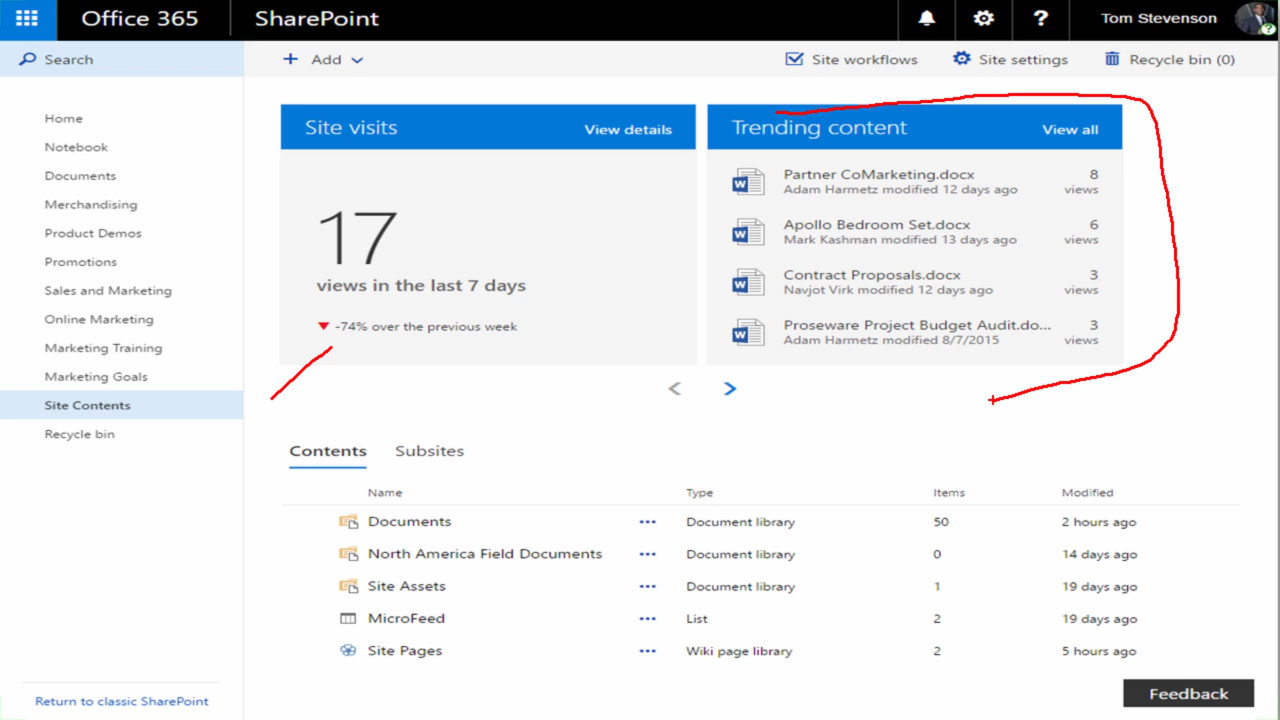 Office 365
SharePoint
?
Tom Stevenson
?
Search
Add
Site workflows
Site settings
Recycle bin (0)
Home
Notebook
Documents
Merchandising
Product Demos
Promotions
Sales and Marketing
Online Marketing
Marketing Training
Marketing Goals
Site Contents
Recycle bin
Return to classic SharePoint
Site visits
View details
17
views in the last 7 days
-74% over the previous week
Trending content
View all
Partner CoMarketing.docx 8
Adam Harmetz modified 12 days ago views
Apollo Bedroom Set.docx 6
Mark Kashman modified 13 days ago views
Contract Proposals.docx 3
Navjot Virk modified 12 days ago views
Proseware Project Budget Audit.do... 3
Adam Harmetz modified 8/7/2015 views
Contents Subsites
Name Type Items Modified
Documents ••• Document library 50 2 hours ago
North America Field Documents ••• Document library 0 14 days ago
Site Assets ••• Document library 1 19 days ago
MicroFeed ••• List 2 19 days ago
Site Pages ••• Wiki page library 2 5 hours ago
Feedback